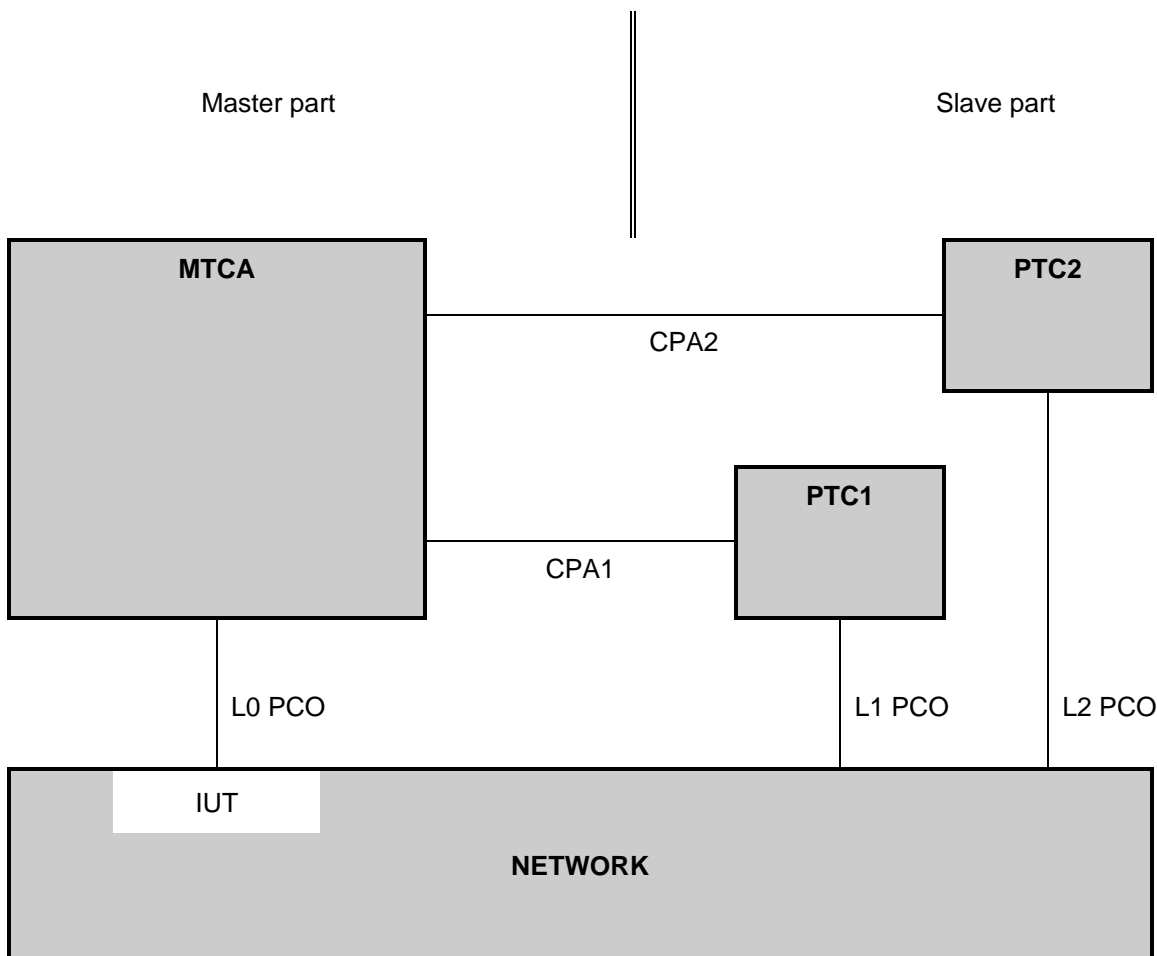 Master part
Slave part
MTCA
PTC2
CPA2
PTC1
CPA1
L0 PCO
L1 PCO
L2 PCO
IUT
NETWORK